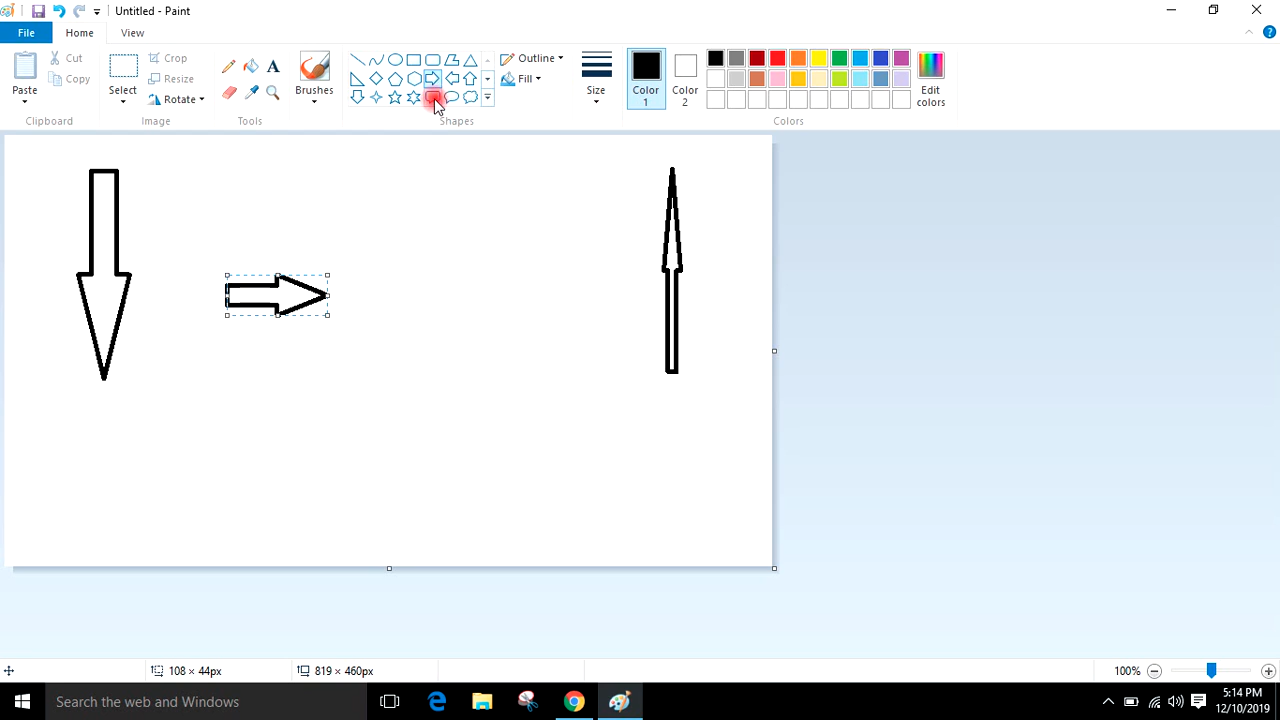 Untitled - Paint
File Home View
Cut Crop Outline
Copy Resize Fill
Paste Select Rotate Brushes Size Color 1 Color 2 Edit colors
Clipboard Image Tools Shapes Colors
108 × 44px 819 × 460px 100%
Search the web and Windows
5:14 PM
12/10/2019